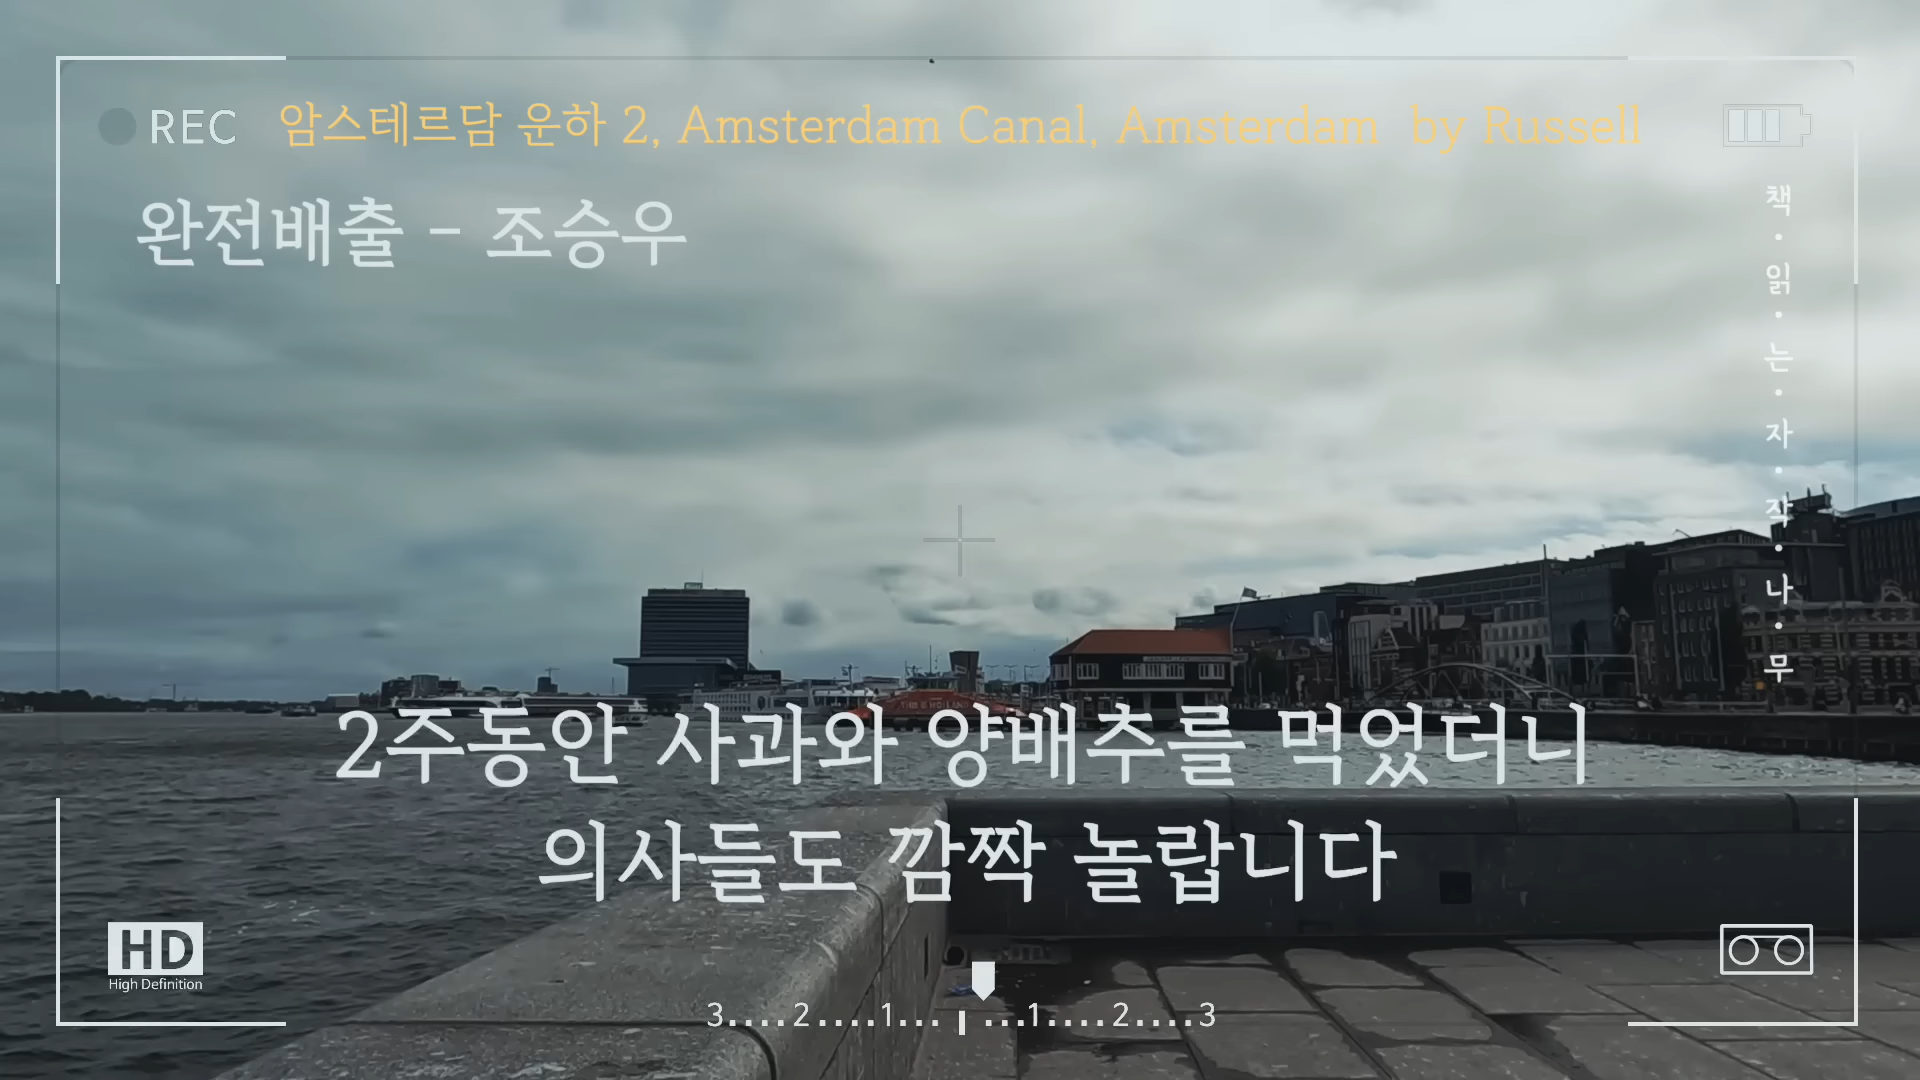 REC 암스테르담 운하 2, Amsterdam Canal, Amsterdam by Russell
완전배출 - 조승우
책·읽·는·자·작·나·무
THIS IS HOLLAND
2주동안 사과와 양배추를 먹었더니
의사들도 깜짝 놀랍니다
HD
High Definition
3....2....1... ...1....2....3